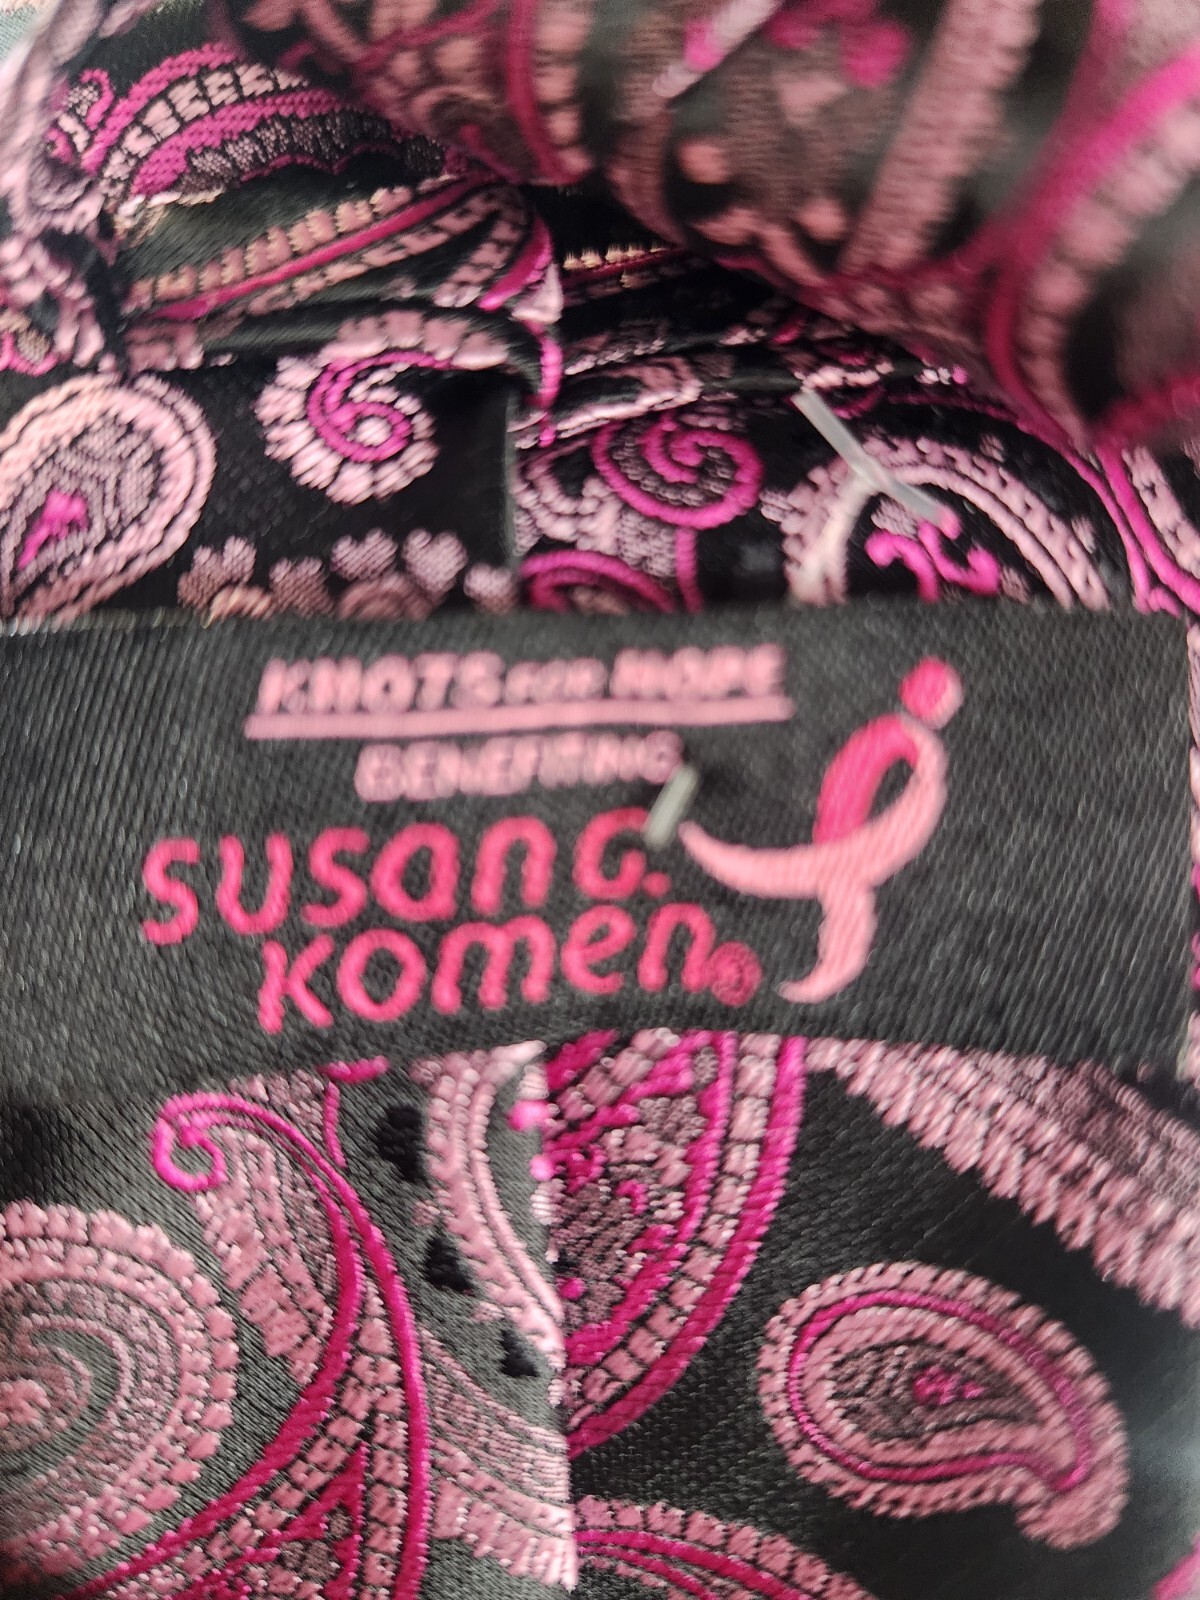 KNOTS FOR HOPE
BENEFITING
susan G.
komen®